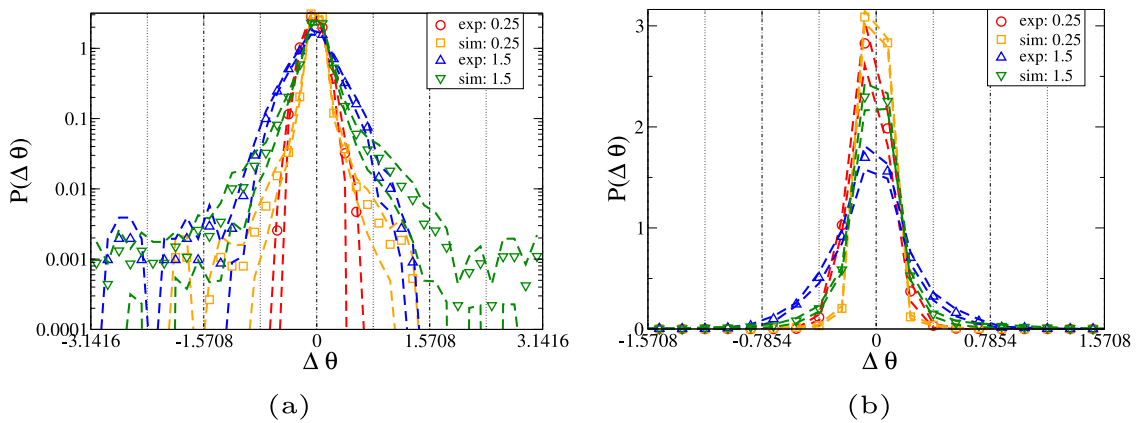 exp: 0.25
sim: 0.25
exp: 1.5
sim: 1.5
1
0.1
0.01
0.001
0.0001
P(Δ θ)
-3.1416 -1.5708 0 1.5708 3.1416
Δ θ
(a)
exp: 0.25
sim: 0.25
exp: 1.5
sim: 1.5
3
2
1
0
P(Δ θ)
-1.5708 -0.7854 0 0.7854 1.5708
Δ θ
(b)